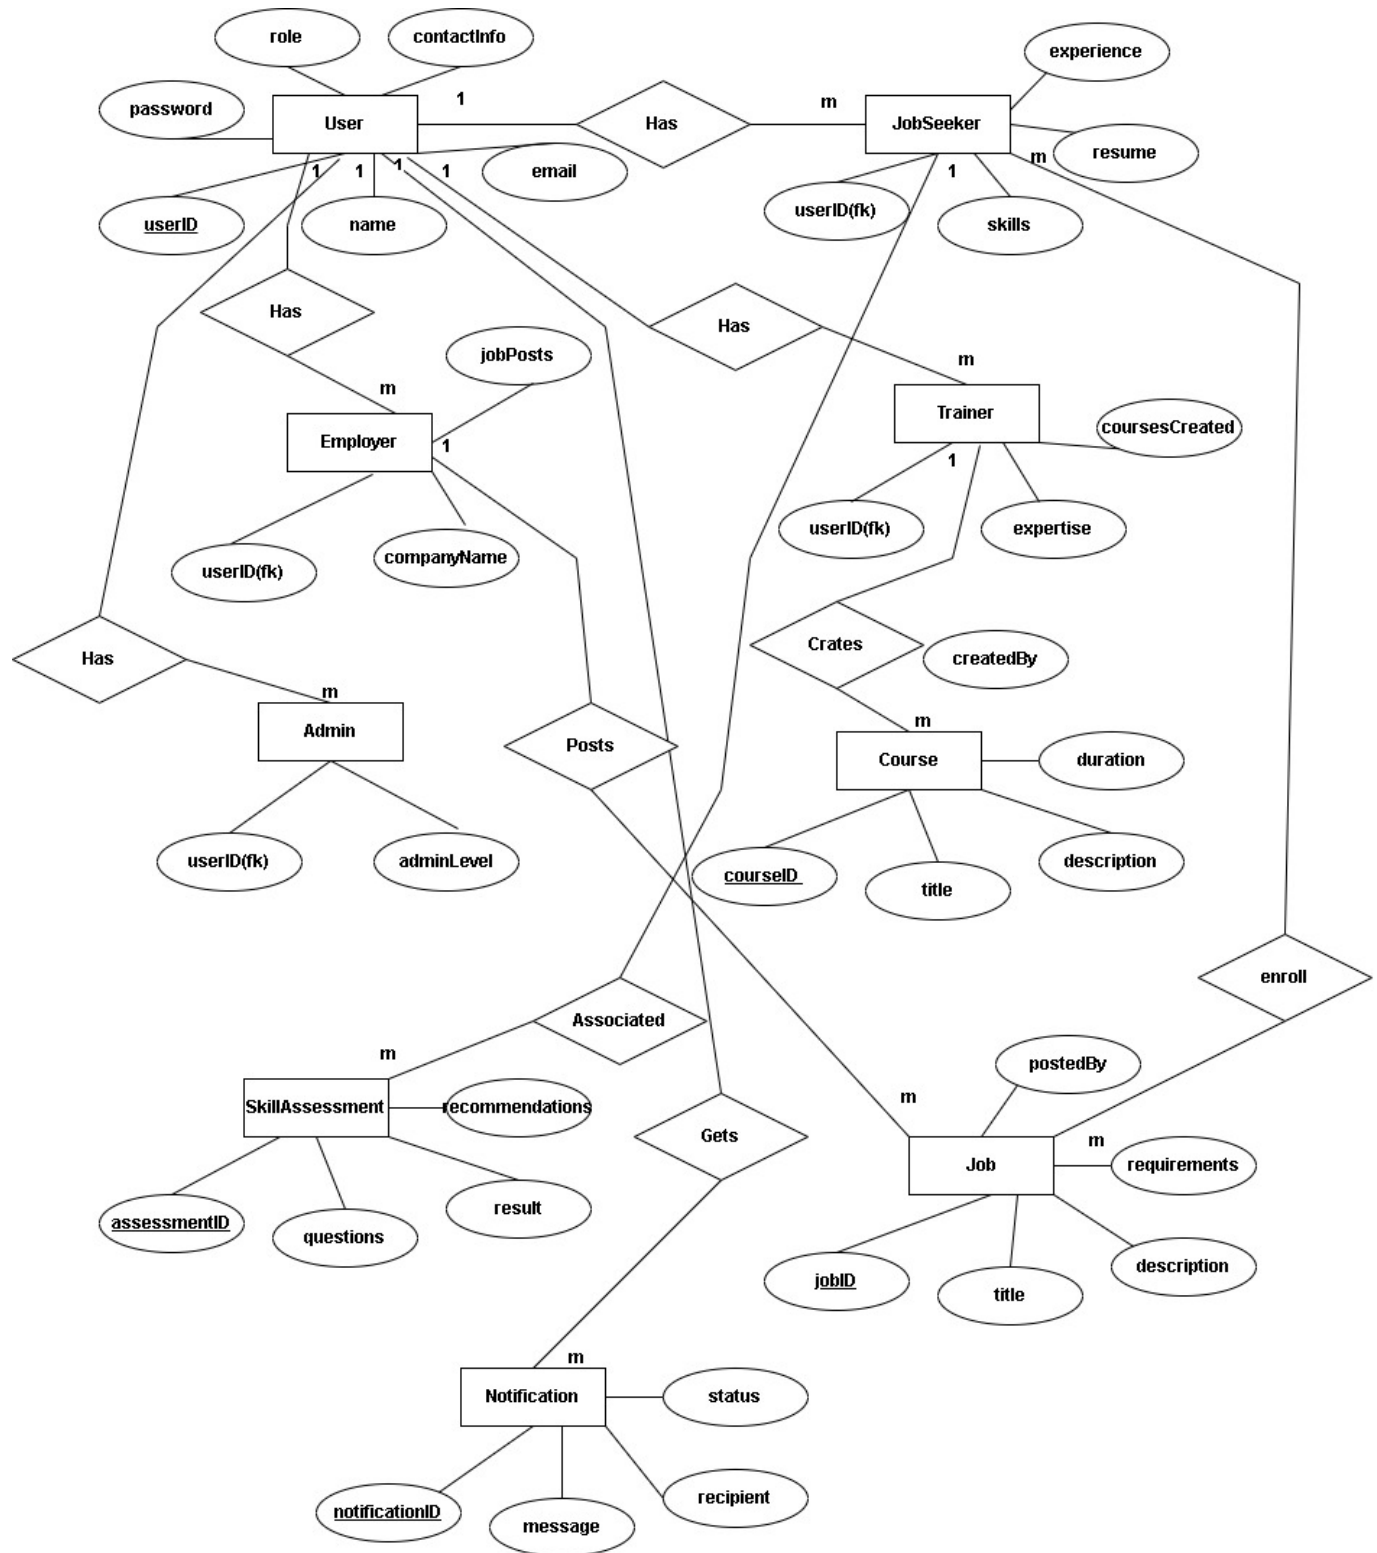 role
contactInfo
experience
password
1
m
User
Has
JobSeeker
resume
m
1
1
1
1
email
1
userID
name
userID(fk)
skills
Has
Has
jobPosts
m
m
Employer
1
Trainer
coursesCreated
1
userID(fk)
companyName
userID(fk)
expertise
Has
Crates
createdBy
m
m
Admin
Posts
Course
duration
userID(fk)
adminLevel
courseID
title
description
enroll
Associated
m
postedBy
SkillAssessment
recommendations
m
Gets
m
Job
requirements
assessmentID
questions
result
jobID
title
description
m
Notification
status
notificationID
message
recipient